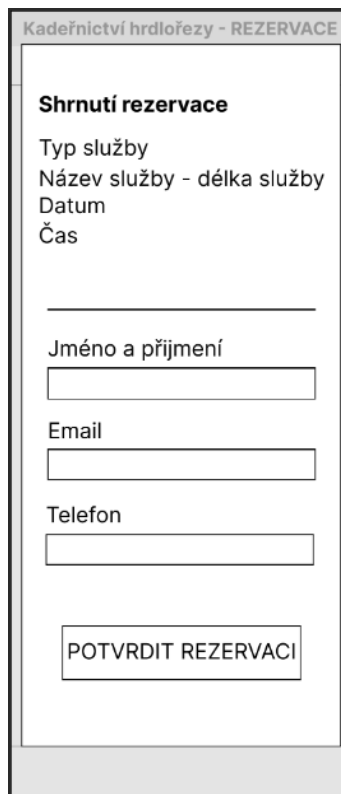 Kadeřnictví hrdlořezy - REZERVACE
Shrnutí rezervace
Typ služby
Název služby - délka služby
Datum
Čas
Jméno a přijmení
Email
Telefon
POTVRDIT REZERVACI